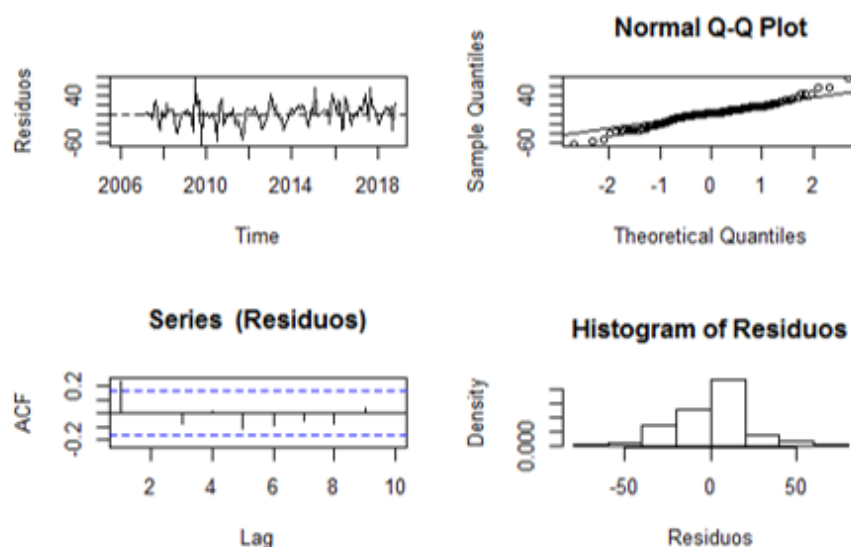 Residuos
-60 40
2006 2010 2014 2018
Time
Normal Q-Q Plot
Sample Quantiles
-60 40
-2 -1 0 1 2
Theoretical Quantiles
Series (Residuos)
ACF
-0.2 0.2
2 4 6 8 10
Lag
Histogram of Residuos
Density
0.000
-50 0 50
Residuos